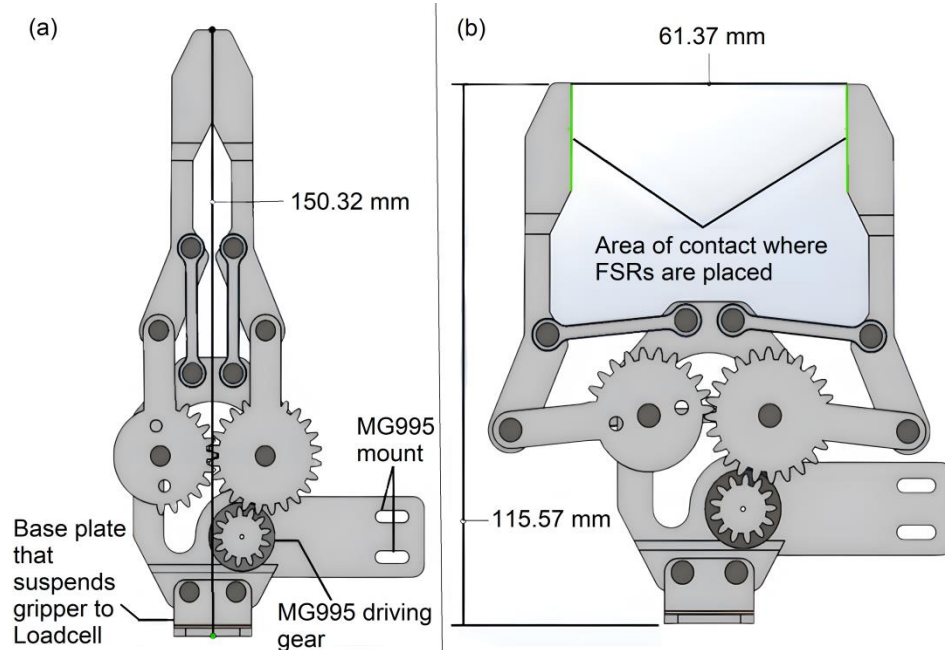 (a)
150.32 mm
MG995
mount
Base plate
that
suspends
gripper to
Loadcell
MG995 driving
gear
(b)
61.37 mm
Area of contact where
FSRs are placed
115.57 mm